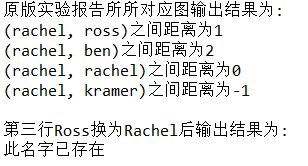 原版实验报告所所对应图输出结果为:
(rachel, ross)之间距离为1
(rachel, ben)之间距离为2
(rachel, rachel)之间距离为0
(rachel, kramer)之间距离为-1
第三行Ross换为Rachel后输出结果为:
此名字已存在